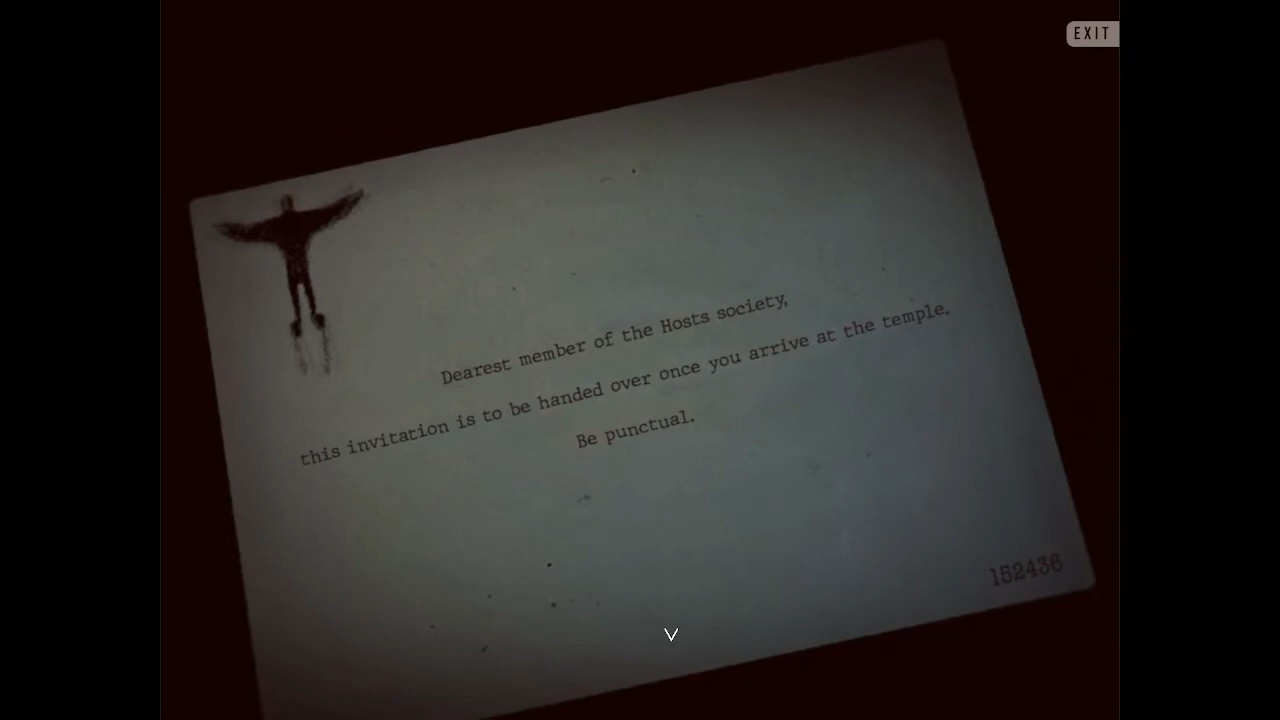 EXIT
Dearest member of the Hosts society,
this invitation is to be handed over once you arrive at the temple.
Be punctual.
152436